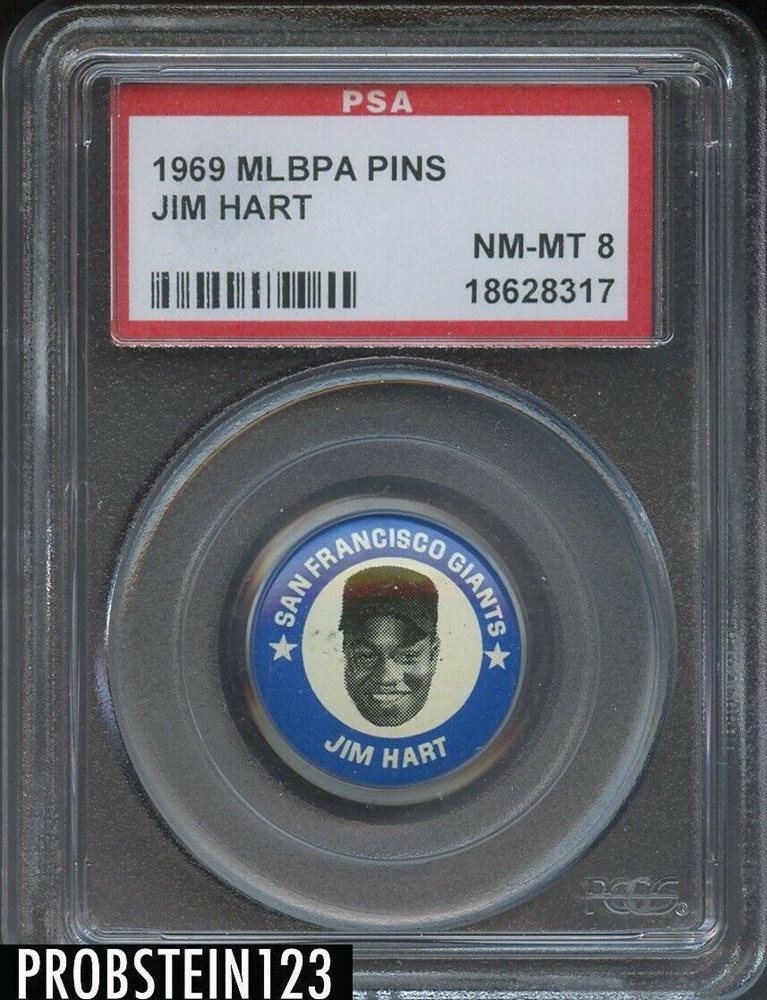 PSA
1969 MLBPA PINS
JIM HART
NM-MT 8
18628317
SAN FRANCISCO GIANTS
JIM HART
PCGS
PROBSTEIN123